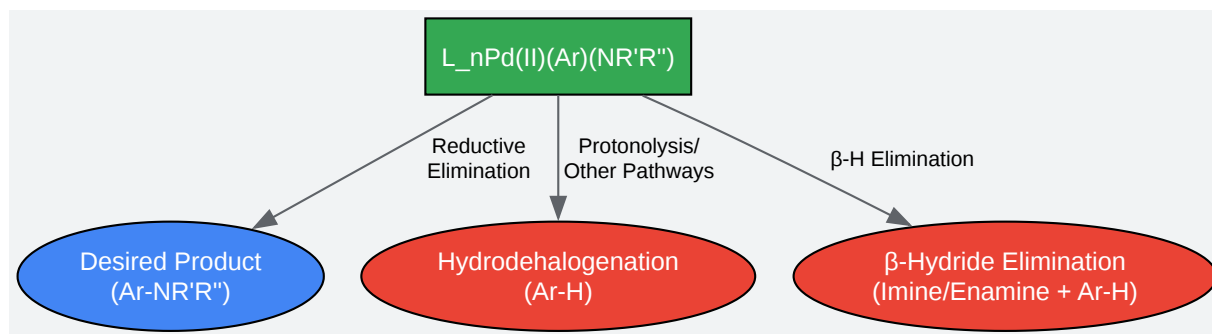 L_nPd(II)(Ar)(NR'R")
Reductive
Elimination
Protonolysis/
Other Pathways
β-H Elimination
Desired Product
(Ar-NR'R")
Hydrodehalogenation
(Ar-H)
β-Hydride Elimination
(Imine/Enamine + Ar-H)